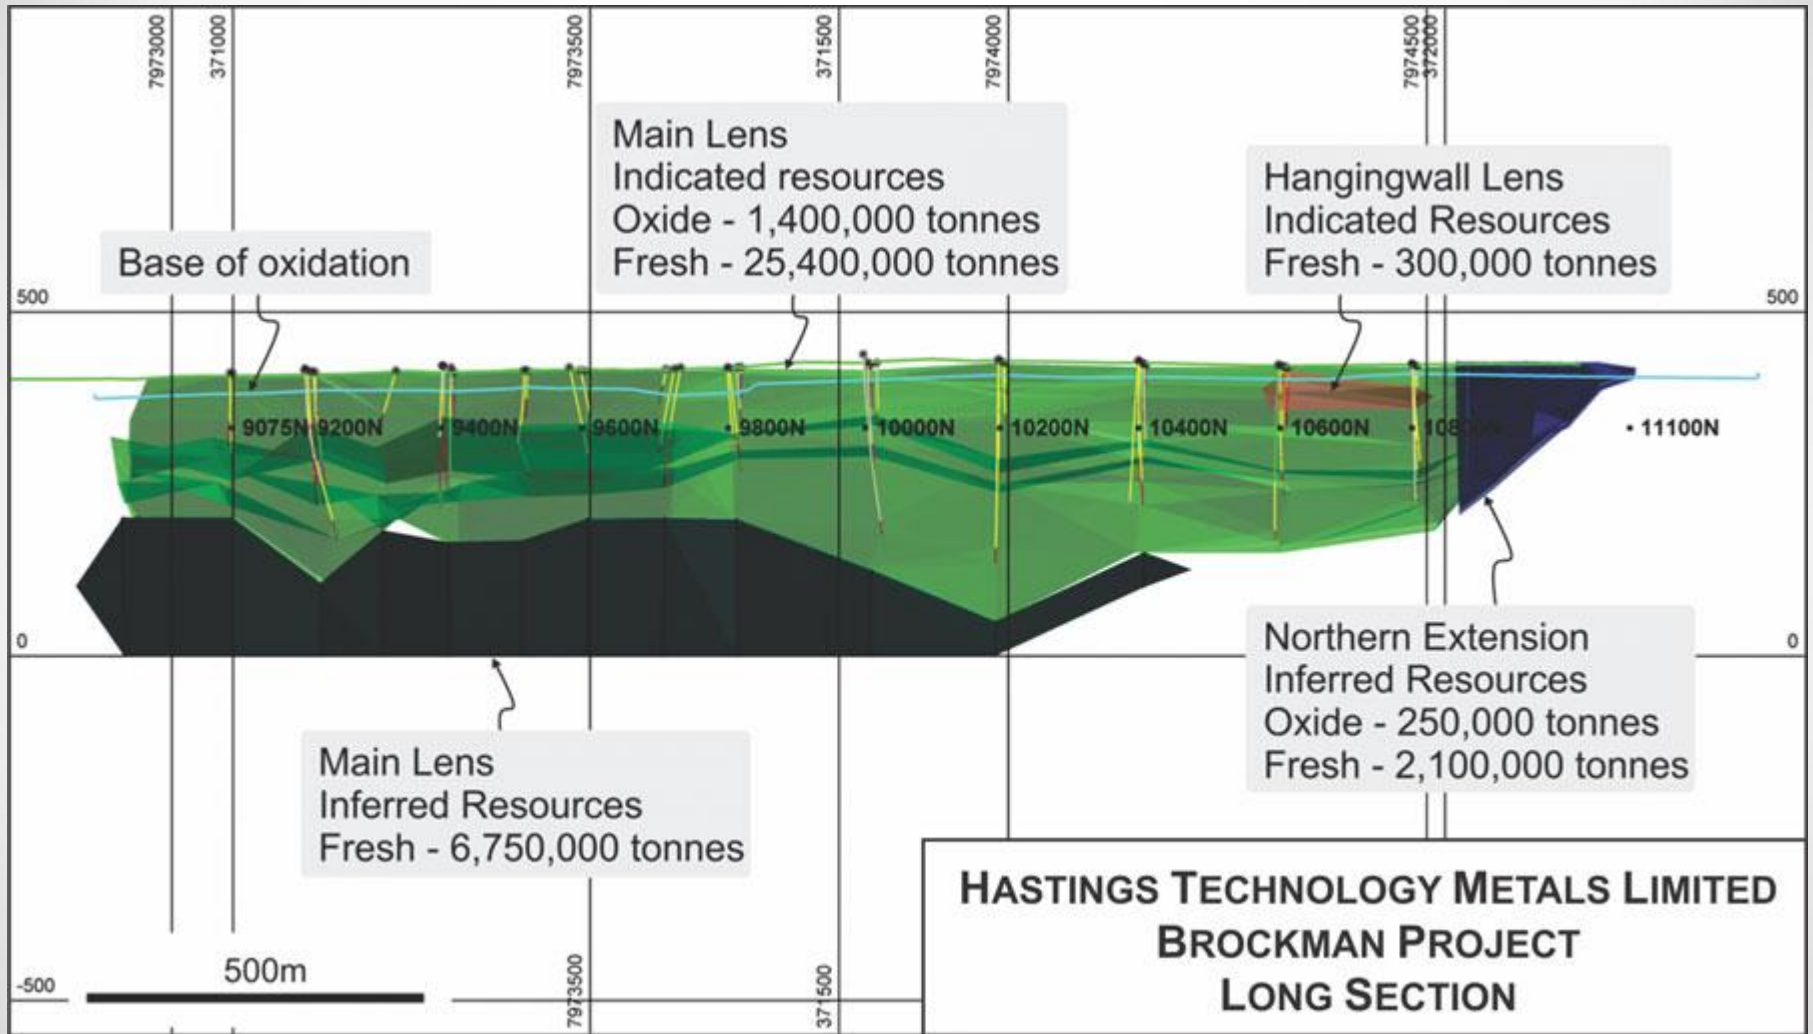 7973000
371000
7973500
371500
7974000
7974500
372000
Main Lens
Indicated resources
Oxide - 1,400,000 tonnes
Fresh - 25,400,000 tonnes
Hangingwall Lens
Indicated Resources
Fresh - 300,000 tonnes
Base of oxidation
500
500
9075N
9200N
9400N
9600N
9800N
10000N
10200N
10400N
10600N
10800N
11100N
0
0
Northern Extension
Inferred Resources
Oxide - 250,000 tonnes
Fresh - 2,100,000 tonnes
Main Lens
Inferred Resources
Fresh - 6,750,000 tonnes
HASTINGS TECHNOLOGY METALS LIMITED
BROCKMAN PROJECT
LONG SECTION
500m
-500
7973500
371500